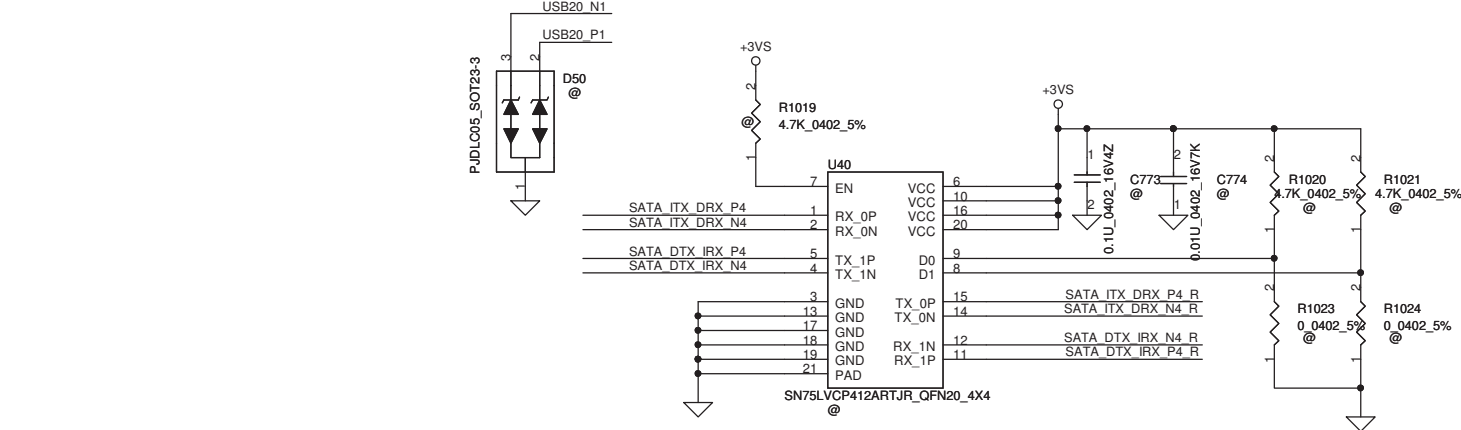 USB20_N1
USB20_P1
3
2
PJDLC05_SOT23-3
D50
@
1
+3VS
2
R1019
@
4.7K_0402_5%
1
+3VS
1
0.1U_0402_16V4Z
C773
@
2
2
0.01U_0402_16V7K
C774
@
1
2
R1020
4.7K_0402_5%
@
1
2
R1021
4.7K_0402_5%
@
1
U40
7 EN
VCC 6
VCC 10
SATA_ITX_DRX_P4 1 RX_0P
VCC 16
SATA_ITX_DRX_N4 2 RX_0N
VCC 20
SATA_DTX_IRX_P4 5 TX_1P
D0 9
SATA_DTX_IRX_N4 4 TX_1N
D1 8
3 GND
TX_0P 15 SATA_ITX_DRX_P4_R
13 GND
TX_0N 14 SATA_ITX_DRX_N4_R
17 GND
18 GND
RX_1N 12 SATA_DTX_IRX_N4_R
19 GND
RX_1P 11 SATA_DTX_IRX_P4_R
21 PAD
SN75LVCP412ARTJR_QFN20_4X4
@
2
R1023
0_0402_5%
@
1
2
R1024
0_0402_5%
@
1